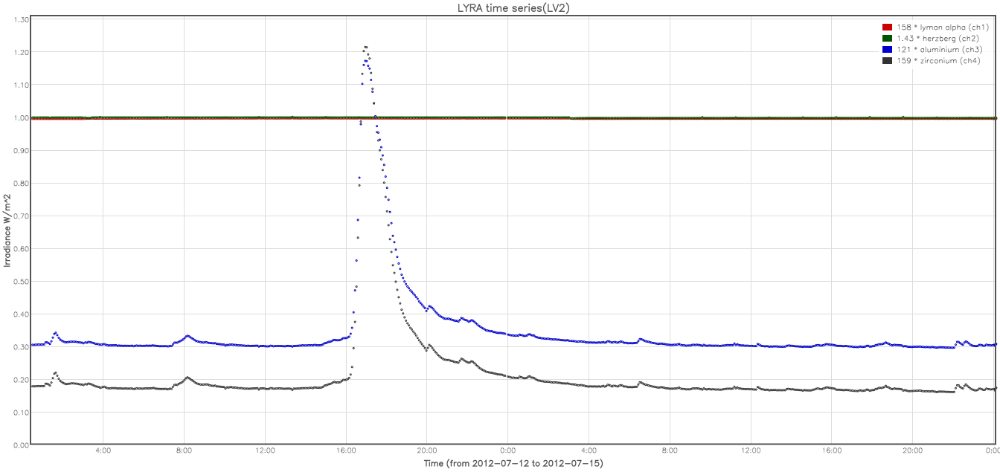 LYRA time series(LV2)
158 * lyman alpha (ch1)
1.43 * herzberg (ch2)
121 * aluminium (ch3)
159 * zirconium (ch4)
Irradiance W/m^2
1.30
1.20
1.10
1.00
0.90
0.80
0.70
0.60
0.50
0.40
0.30
0.20
0.10
0.00
4:00 8:00 12:00 16:00 20:00 0:00 4:00 8:00 12:00 16:00 20:00 0:00
Time (from 2012-07-12 to 2012-07-15)